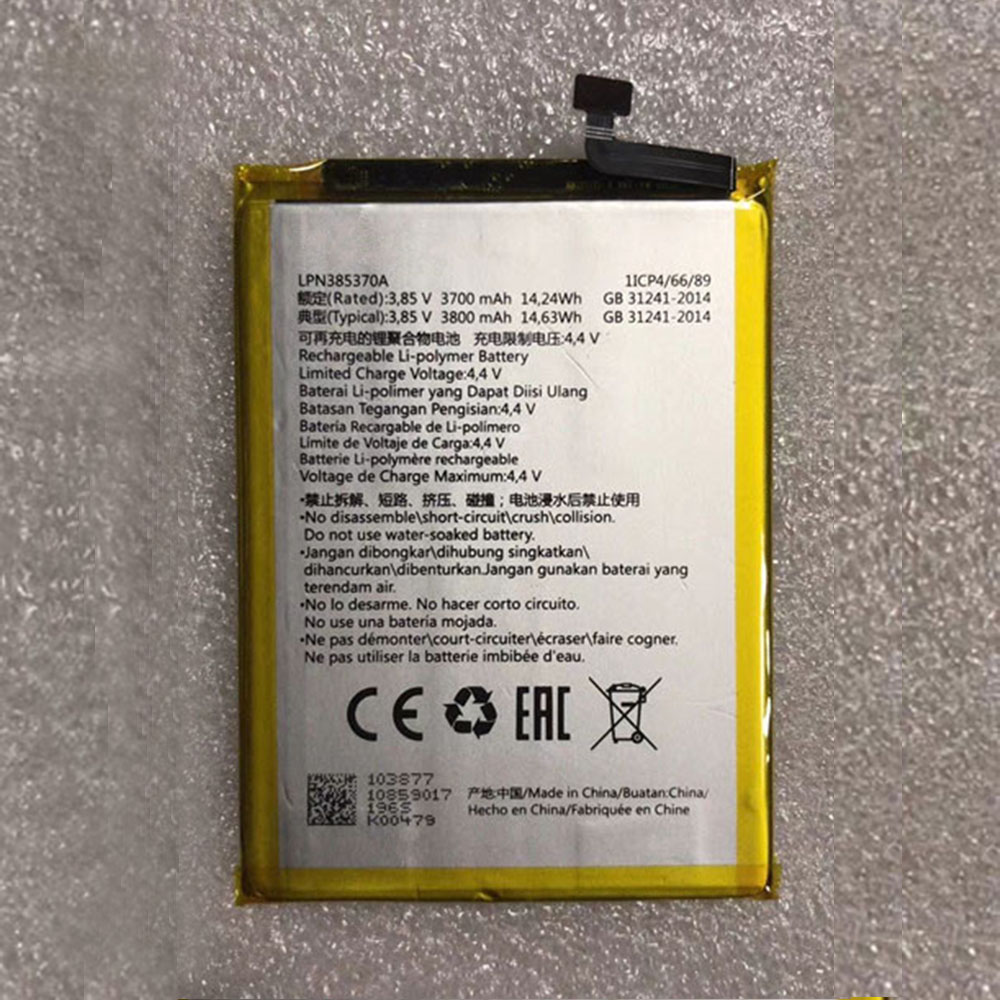 LPN385370A 1ICP4/66/89
额定(Rated):3,85 V 3700 mAh 14,24Wh GB 31241-2014
典型(Typical):3,85 V 3800 mAh 14,63Wh GB 31241-2014
可再充电的锂聚合物电池 充电限制电压:4,4 V
Rechargeable Li-polymer Battery
Limited Charge Voltage:4,4 V
Baterai Li-polimer yang Dapat Diisi Ulang
Batasan Tegangan Pengisian:4,4 V
Batería Recargable de Li-polímero
Límite de Voltaje de Carga:4,4 V
Batterie Li-polymère rechargeable
Voltage de Charge Maximum:4,4 V
•禁止拆解、短路、挤压、碰撞；电池浸水后禁止使用
•No disassemble\short-circuit\crush\collision.
Do not use water-soaked battery.
•Jangan dibongkar\dihubung singkatkan\
dihancurkan\dibenturkan.Jangan gunakan baterai yang
terendam air.
•No lo desarme. No hacer corto circuito.
No use una batería mojada.
•Ne pas démonter\court-circuiter\écraser\faire cogner.
Ne pas utiliser la batterie imbibée d'eau.
CE EAC
103877
10859017
196S
K00479
产地:中国/Made in China/Buatan:China/
Hecho en China/Fabriquée en Chine